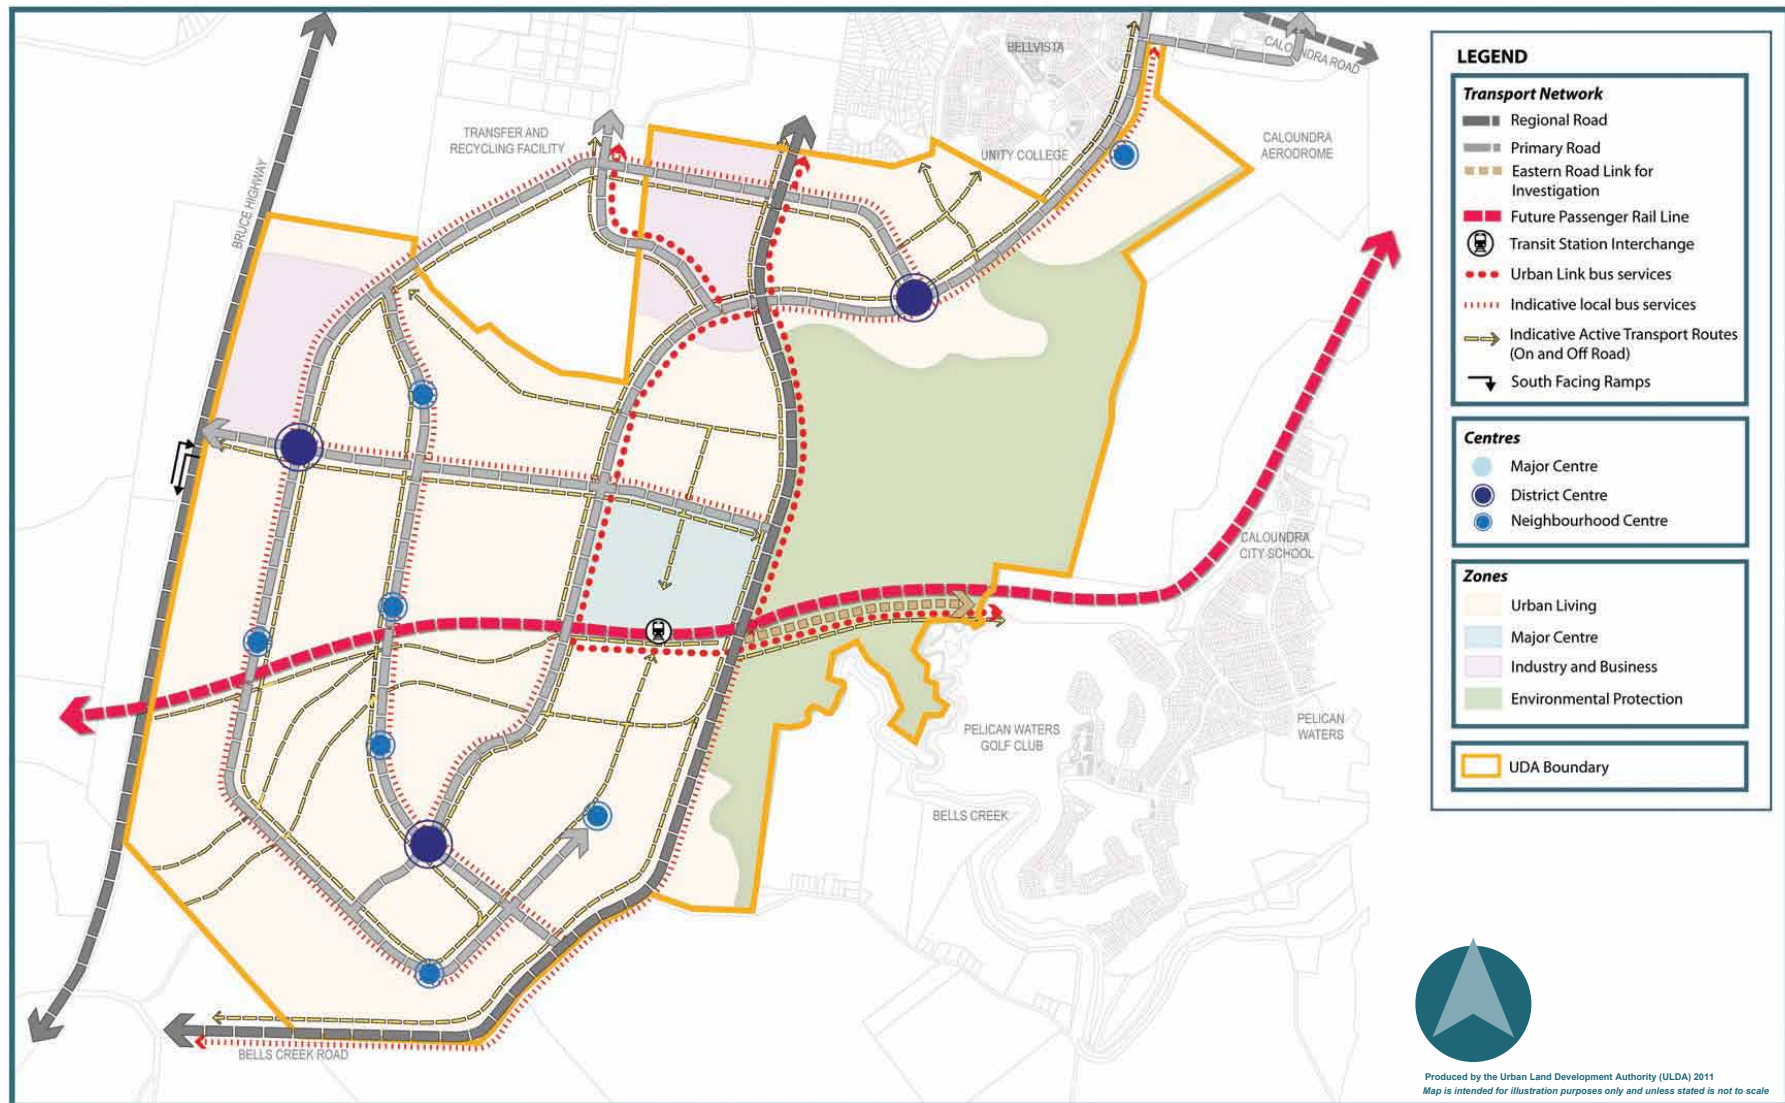 BELLVISTA
CALOUNDRA ROAD
TRANSFER AND
RECYCLING FACILITY
UNITY COLLEGE
CALOUNDRA
AERODROME
BRUCE HIGHWAY
CALOUNDRA
CITY SCHOOL
PELICAN WATERS
GOLF CLUB
PELICAN
WATERS
BELLS CREEK
BELLS CREEK ROAD
LEGEND
Transport Network
Regional Road
Primary Road
Eastern Road Link for
Investigation
Future Passenger Rail Line
Transit Station Interchange
Urban Link bus services
Indicative local bus services
Indicative Active Transport Routes
(On and Off Road)
South Facing Ramps
Centres
Major Centre
District Centre
Neighbourhood Centre
Zones
Urban Living
Major Centre
Industry and Business
Environmental Protection
UDA Boundary
Produced by the Urban Land Development Authority (ULDA) 2011
Map is intended for illustration purposes only and unless stated is not to scale